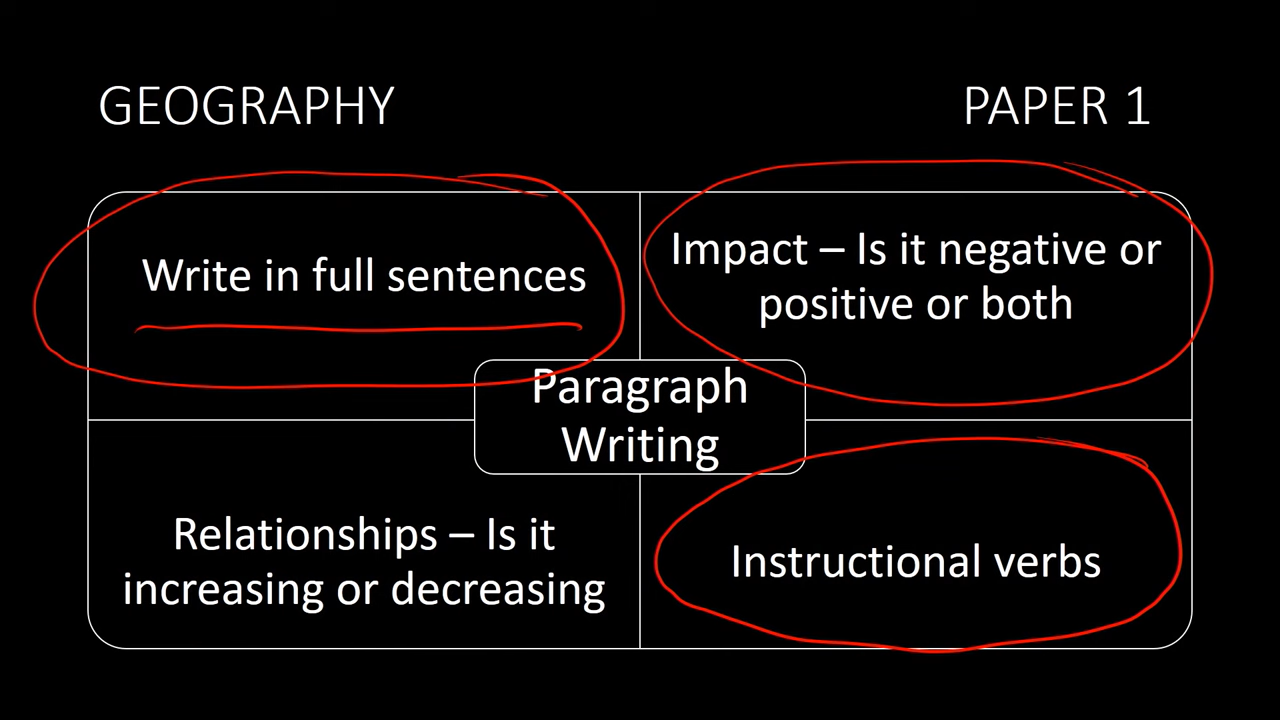 GEOGRAPHY
PAPER 1
Write in full sentences
Impact – Is it negative or
positive or both
Paragraph
Writing
Relationships – Is it
increasing or decreasing
Instructional verbs